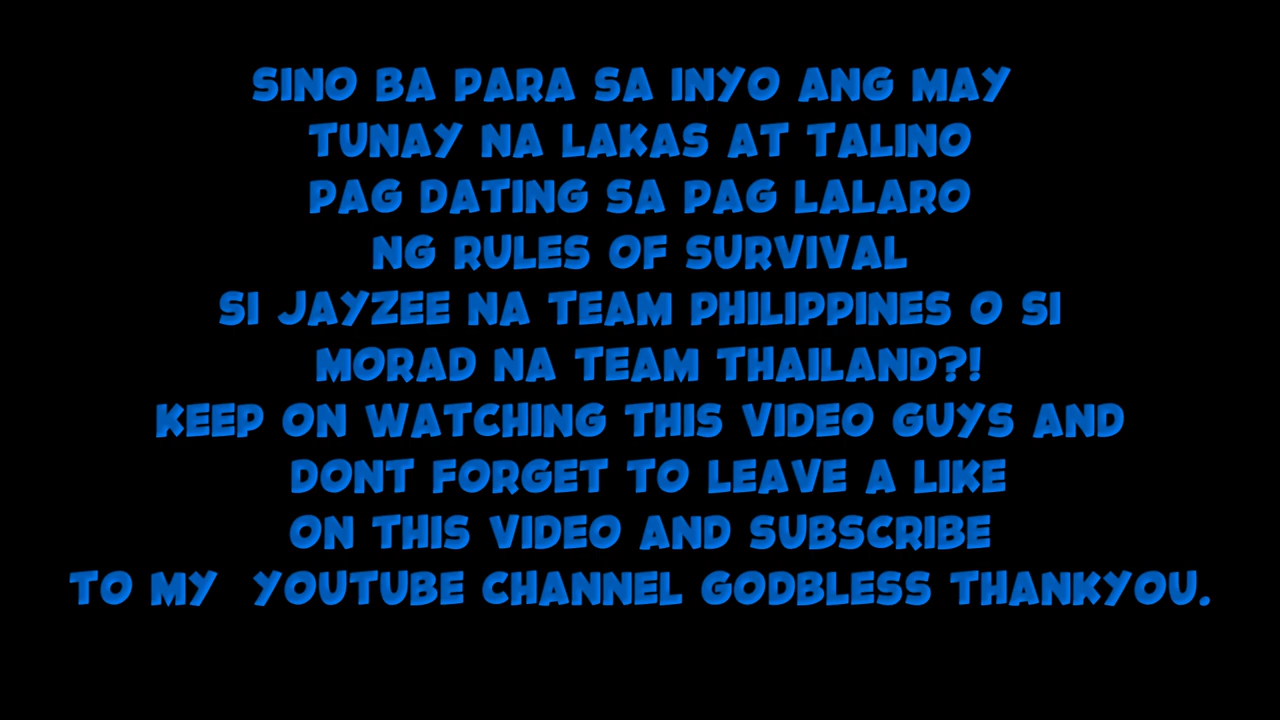 SINO BA PARA SA INYO ANG MAY
TUNAY NA LAKAS AT TALINO
PAG DATING SA PAG LALARO
NG RULES OF SURVIVAL
SI JAYZEE NA TEAM PHILIPPINES O SI
MORAD NA TEAM THAILAND?!
KEEP ON WATCHING THIS VIDEO GUYS AND
DONT FORGET TO LEAVE A LIKE
ON THIS VIDEO AND SUBSCRIBE
TO MY YOUTUBE CHANNEL GODBLESS THANKYOU.